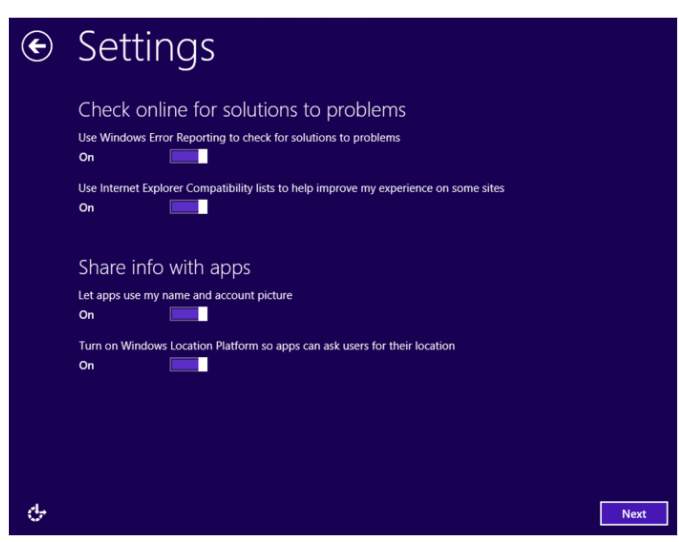 Settings
Check online for solutions to problems
Use Windows Error Reporting to check for solutions to problems
On
Use Internet Explorer Compatibility lists to help improve my experience on some sites
On
Share info with apps
Let apps use my name and account picture
On
Turn on Windows Location Platform so apps can ask users for their location
On
Next